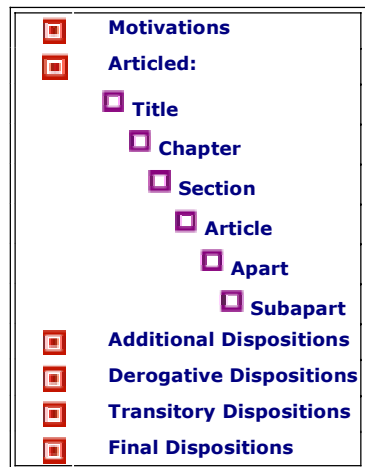 Motivations
Articled:
Title
Chapter
Section
Article
Apart
Subapart
Additional Dispositions
Derogative Dispositions
Transitory Dispositions
Final Dispositions